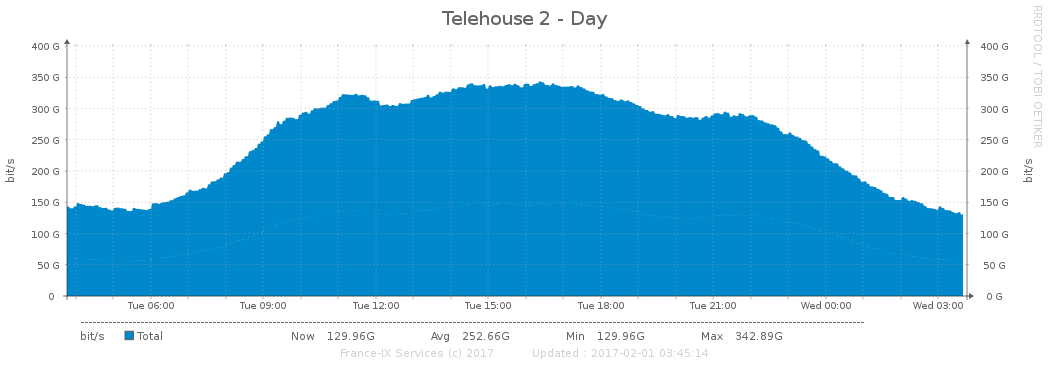 Telehouse 2 - Day
RRDTOOL / TOBI OETIKER
bit/s
400 G
350 G
300 G
250 G
200 G
150 G
100 G
50 G
0
400 G
350 G
300 G
250 G
200 G
150 G
100 G
50 G
0 G
bit/s
Tue 06:00 Tue 09:00 Tue 12:00 Tue 15:00 Tue 18:00 Tue 21:00 Wed 00:00 Wed 03:00
bit/s Total Now 129.96G Avg 252.66G Min 129.96G Max 342.89G
France-IX Services (c) 2017 Updated : 2017-02-01 03:45:14